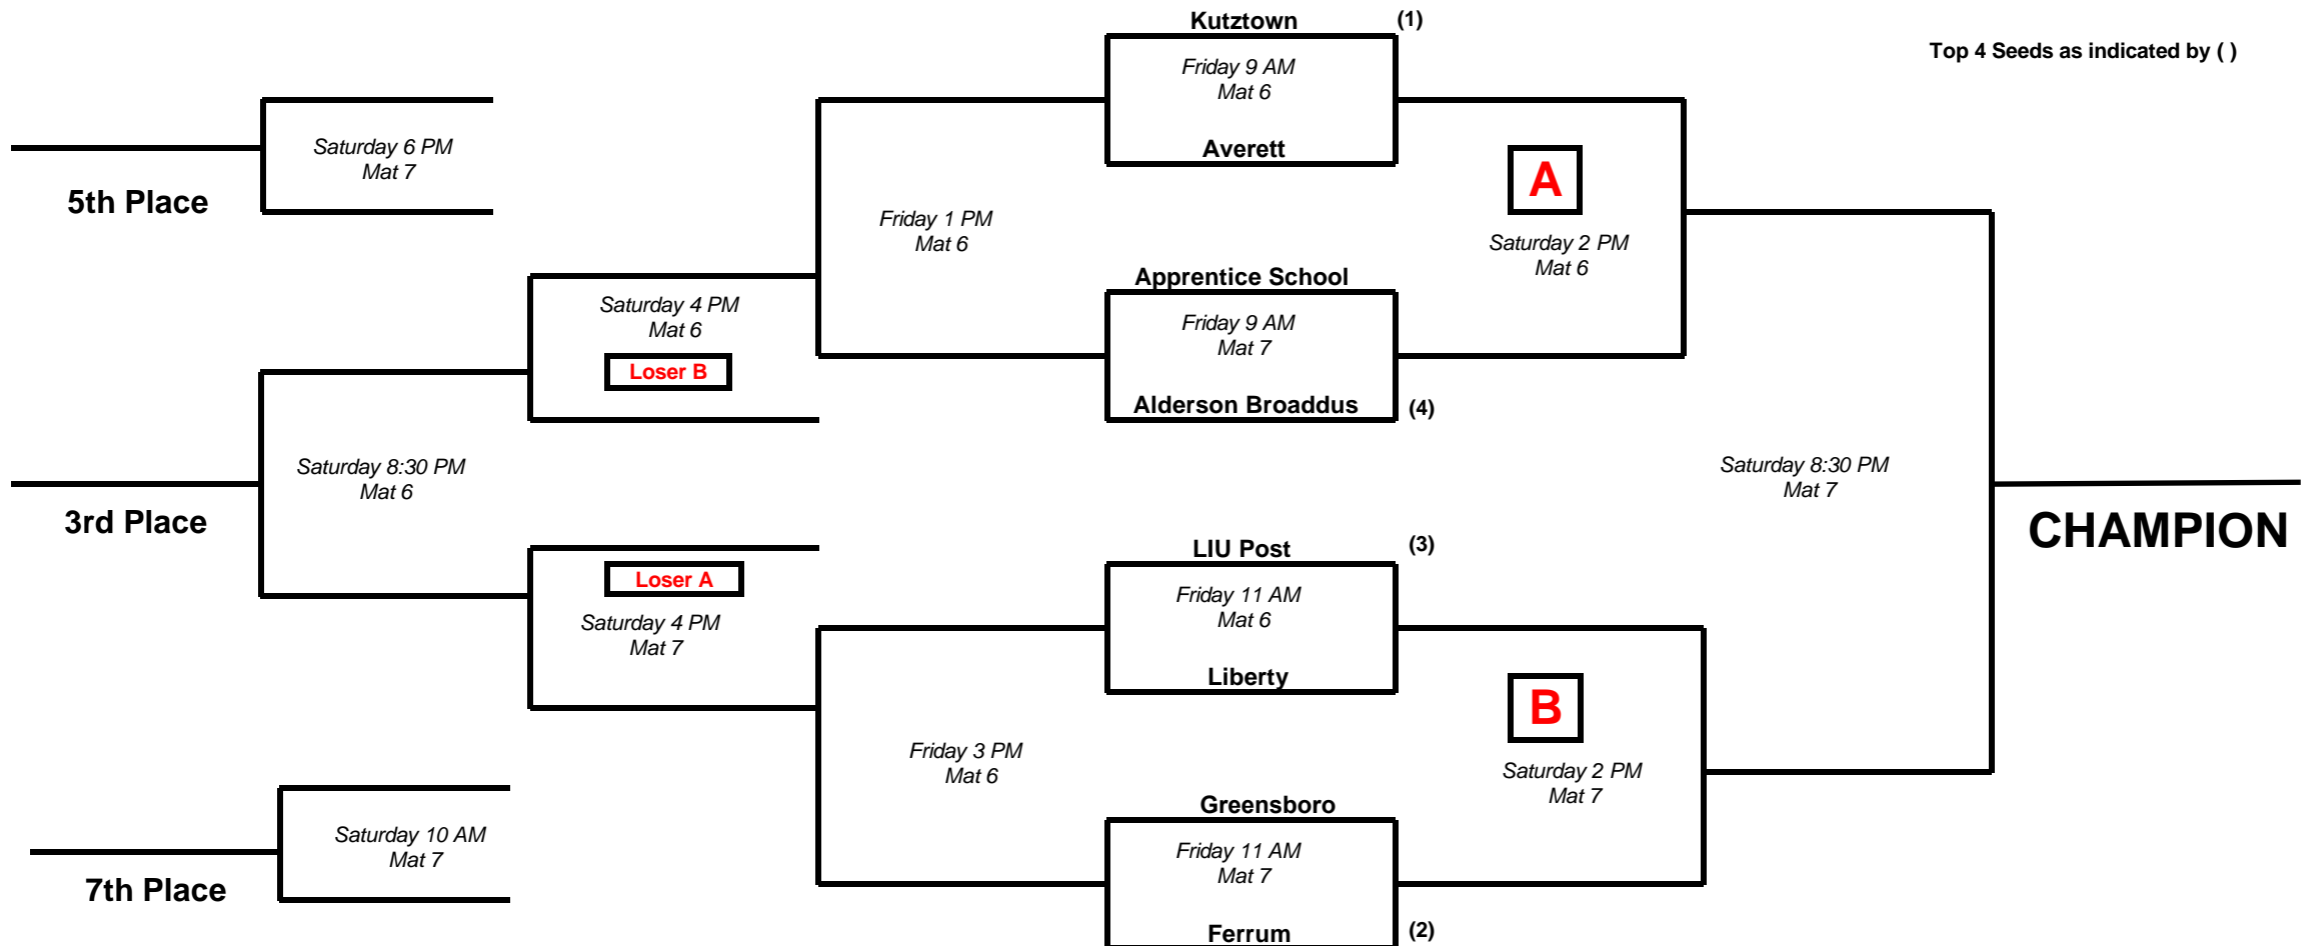 Kutztown (1)
Top 4 Seeds as indicated by ( )
Friday 9 AM
Mat 6
Averett
Saturday 6 PM
Mat 7
5th Place
A
Friday 1 PM
Mat 6
Saturday 2 PM
Mat 6
Apprentice School
Saturday 4 PM
Mat 6
Loser B
Friday 9 AM
Mat 7
Alderson Broaddus (4)
Saturday 8:30 PM
Mat 6
3rd Place
Saturday 8:30 PM
Mat 7
CHAMPION
LIU Post (3)
Loser A
Saturday 4 PM
Mat 7
Friday 11 AM
Mat 6
Liberty
B
Friday 3 PM
Mat 6
Saturday 2 PM
Mat 7
Greensboro
Saturday 10 AM
Mat 7
7th Place
Friday 11 AM
Mat 7
Ferrum (2)